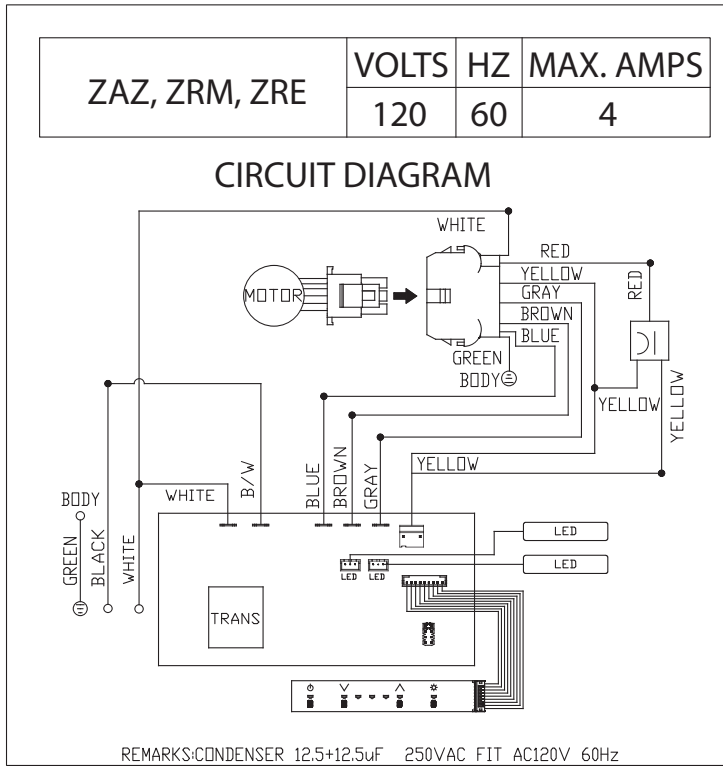 ZAZ, ZRM, ZRE
VOLTS HZ MAX. AMPS
120 60 4
CIRCUIT DIAGRAM
WHITE
RED
YELLOW
GRAY
BROWN
BLUE
RED
MOTOR
GREEN
BODY
YELLOW
YELLOW
YELLOW
BLUE
BROWN
GRAY
B/W
WHITE
BODY
GREEN
BLACK
WHITE
LED
LED
LED LED
TRANS
REMARKS:CONDENSER 12.5+12.5uF 250VAC FIT AC120V 60Hz